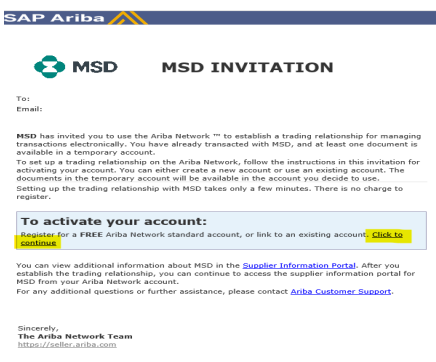 SAP Ariba
MSD MSD INVITATION
To:
Email:
MSD has invited you to use the Ariba Network ™ to establish a trading relationship for managing
transactions electronically. You have already transacted with MSD, and at least one document is
available in a temporary account.
To set up a trading relationship on the Ariba Network, follow the instructions in this invitation for
activating your account. You can either create a new account or use an existing account. The
documents in the temporary account will be available in the account you decide to use.
Setting up the trading relationship with MSD takes only a few minutes. There is no charge to
register.
To activate your account:
Register for a FREE Ariba Network standard account, or link to an existing account. Click to
continue
You can view additional information about MSD in the Supplier Information Portal. After you
establish the trading relationship, you can continue to access the supplier information portal for
MSD from your Ariba Network account.
For any additional questions or further assistance, please contact Ariba Customer Support.
Sincerely,
The Ariba Network Team
https://seller.ariba.com